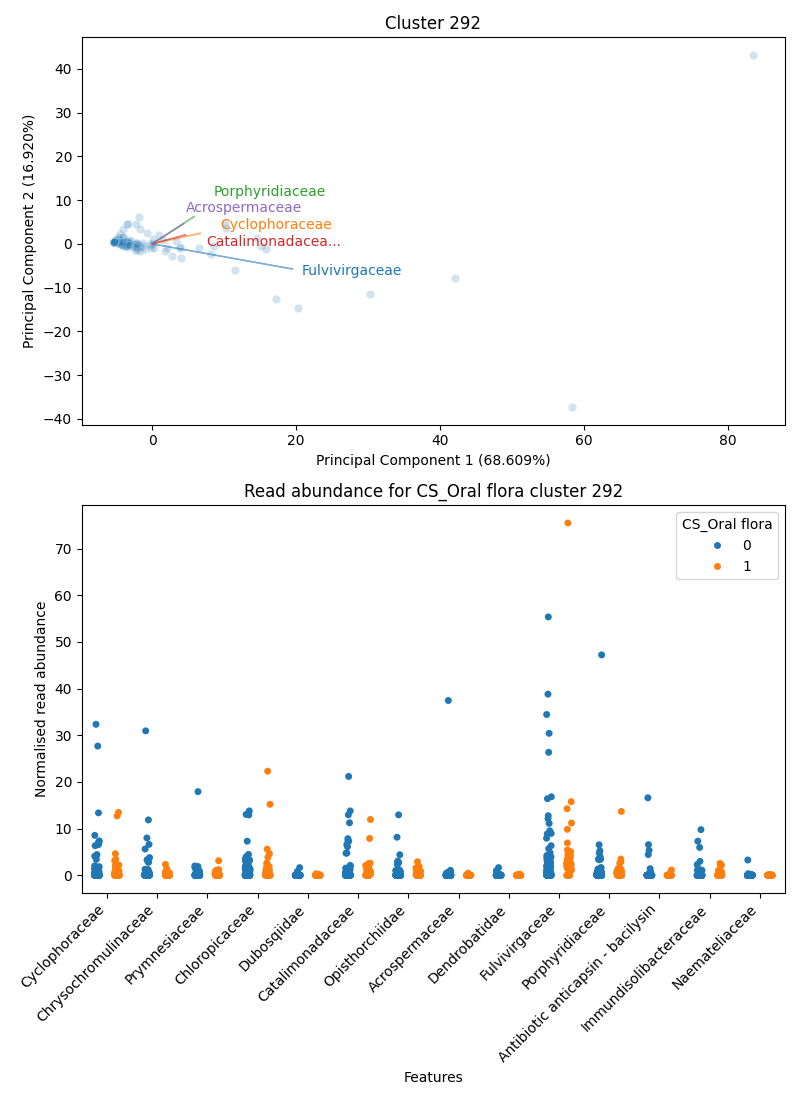 Cluster 292
Principal Component 2 (16.920%)
40
30
20
10
0
−10
−20
−30
−40
Porphyridiaceae
Acrospermaceae
Cyclophoraceae
Catalimonadacea...
Fulvivirgaceae
0
20
40
60
80
Principal Component 1 (68.609%)
Read abundance for CS_Oral flora cluster 292
Normalised read abundance
70
60
50
40
30
20
10
0
CS_Oral flora
0
1
Cyclophoraceae
Chrysochromulinaceae
Prymnesiaceae
Chloropicaceae
Dubosqiidae
Catalimonadaceae
Opisthorchiidae
Acrospermaceae
Dendrobatidae
Fulvivirgaceae
Porphyridiaceae
Antibiotic anticapsin - bacilysin
Immundisolibacteraceae
Naemateliaceae
Features